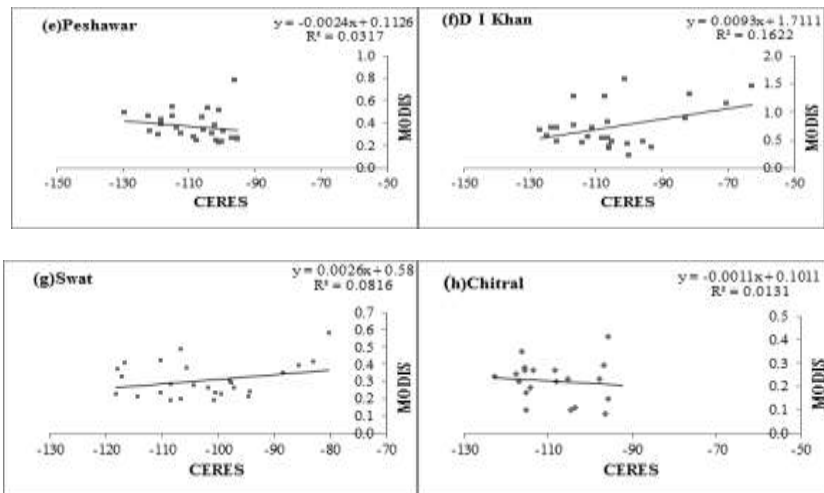 (e)Peshawar
y = -0.0024x + 0.1126
R² = 0.0317
1.0
0.8
0.6
0.4
0.2
0.0
MODIS
-150 -130 -110 -90 -70 -50
CERES
(f)D I Khan
y = 0.0093x + 1.7111
R² = 0.1622
2.0
1.5
1.0
0.5
0.0
MODIS
-150 -130 -110 -90 -70 -50
CERES
(g)Swat
y = 0.0026x + 0.58
R² = 0.0816
0.7
0.6
0.5
0.4
0.3
0.2
0.1
0.0
MODIS
-130 -120 -110 -100 -90 -80 -70
CERES
(h)Chitral
y = -0.0011x + 0.1011
R² = 0.0131
0.5
0.4
0.3
0.2
0.1
0.0
MODIS
-130 -110 -90 -70 -50
CERES